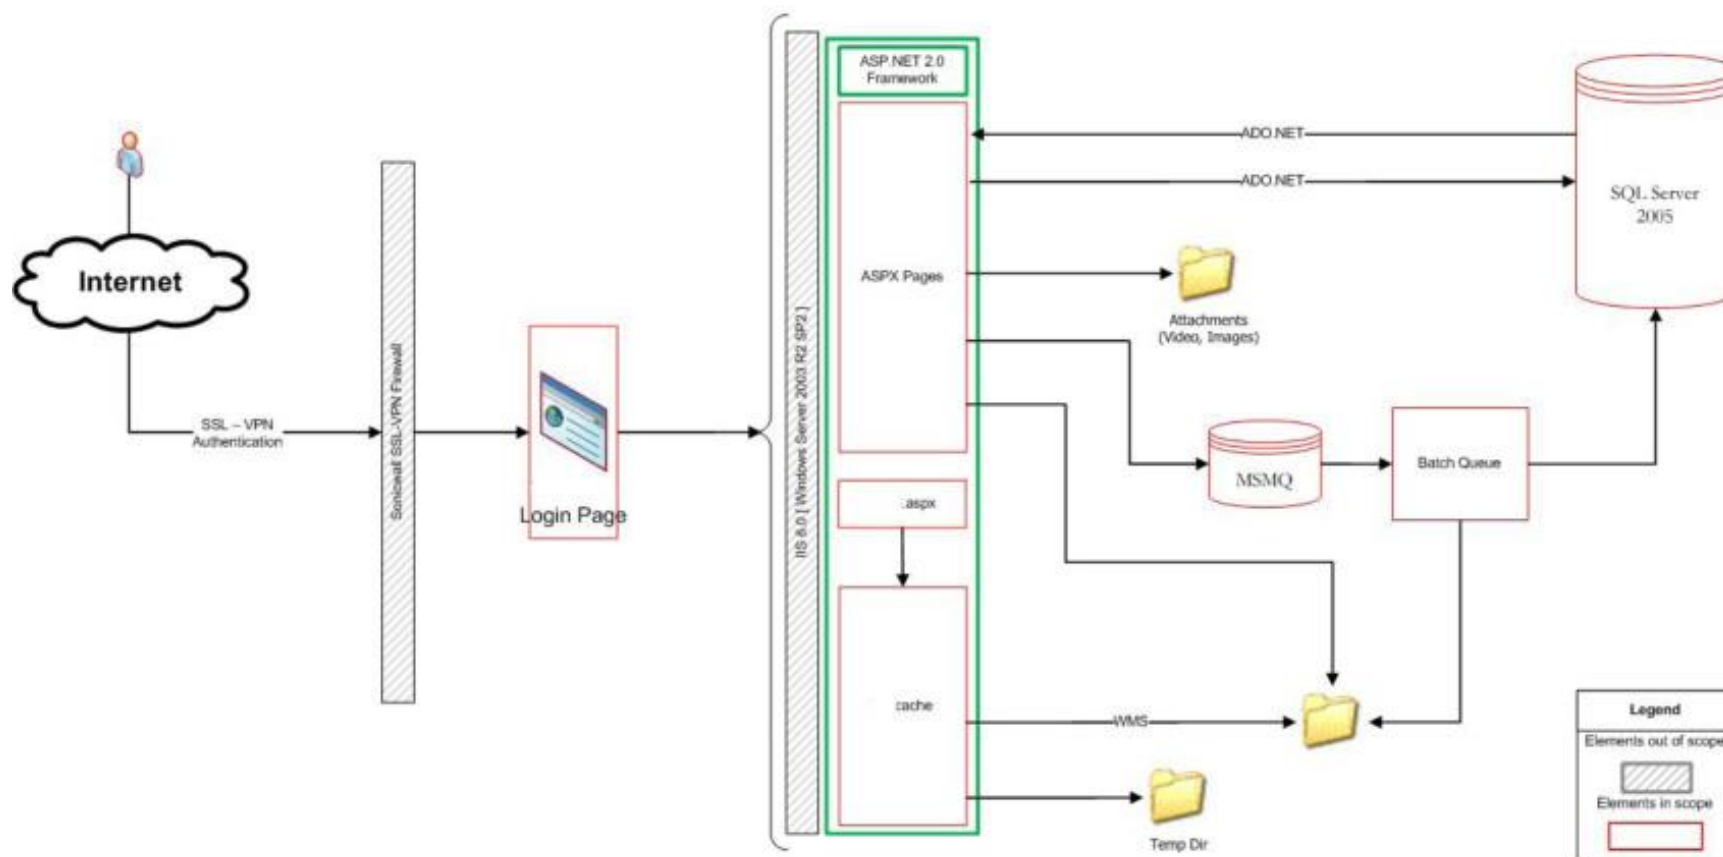 ASP.NET 2.0
Framework
ADO.NET
ADO.NET
SQL Server
2005
Internet
ASPX Pages
Attachments
(Video, Images)
SSL – VPN
Authentication
Sonicwall SSL-VPN Firewall
Login Page
IIS 6.0 [ Windows Server 2003 R2 SP2 ]
MSMQ
Batch Queue
.aspx
cache
WMS
Temp Dir
Legend
Elements out of scope
Elements in scope